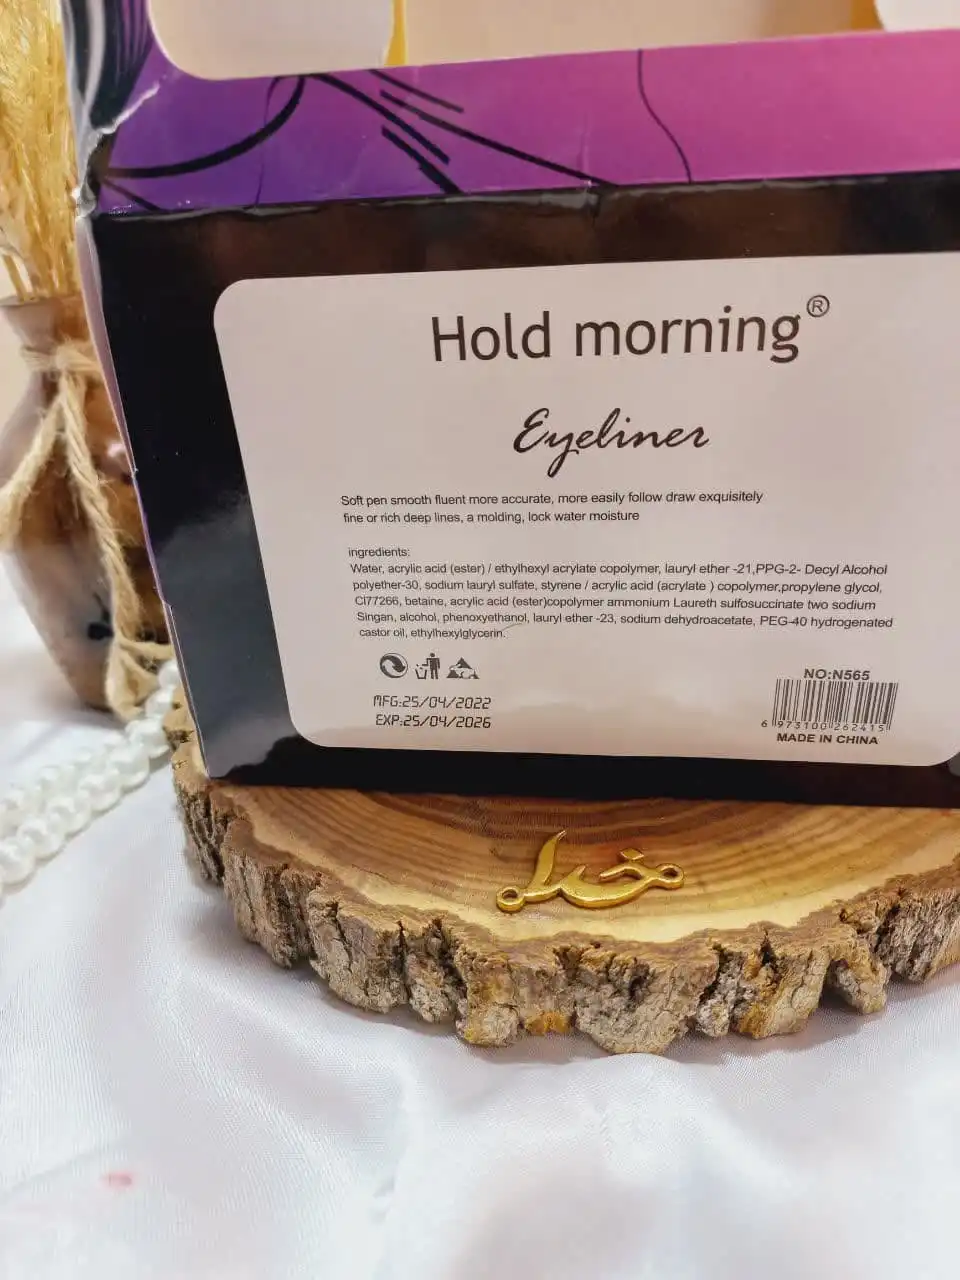 Hold morning®
Eyeliner
Soft pen smooth fluent more accurate, more easily follow draw exquisitely
fine or rich deep lines, a molding, lock water moisture
ingredients:
Water, acrylic acid (ester) / ethylhexyl acrylate copolymer, lauryl ether -21,PPG-2- Decyl Alcohol
polyether-30, sodium lauryl sulfate, styrene / acrylic acid (acrylate ) copolymer,propylene glycol,
CI77266, betaine, acrylic acid (ester)copolymer ammonium Laureth sulfosuccinate two sodium
Singan, alcohol, phenoxyethanol, lauryl ether -23, sodium dehydroacetate, PEG-40 hydrogenated
castor oil, ethylhexylglycerin.
MFG:25/04/2022
EXP:25/04/2026
NO:N565
6 973100 262415
MADE IN CHINA
خدا